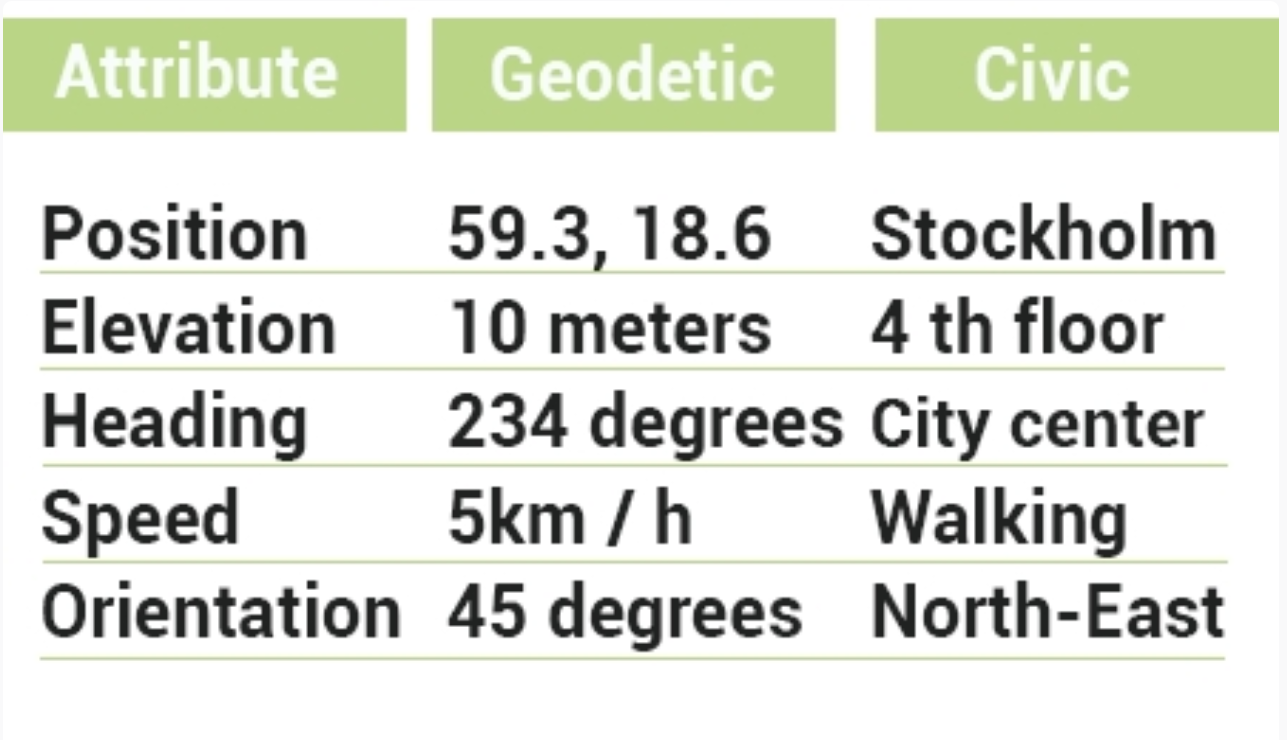 Attribute Geodetic Civic
Position 59.3, 18.6 Stockholm
Elevation 10 meters 4 th floor
Heading 234 degrees City center
Speed 5km / h Walking
Orientation 45 degrees North-East